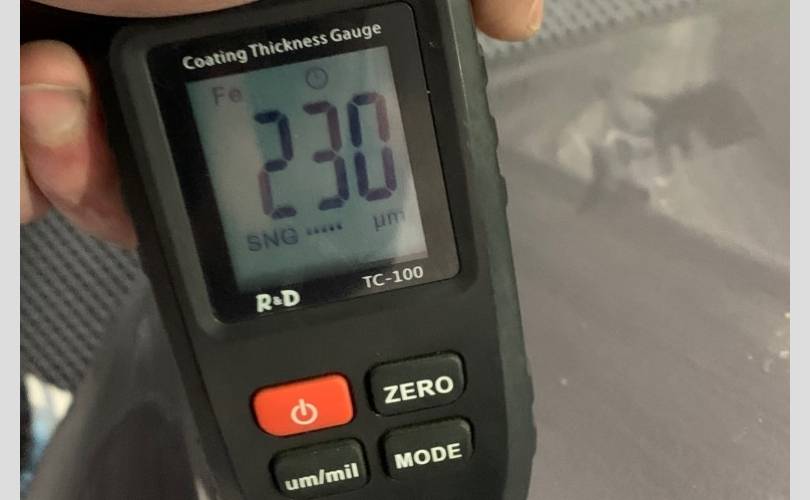 Coating Thickness Gauge
Fe
230
SNG µm
R&D TC-100
ZERO
um/mil MODE